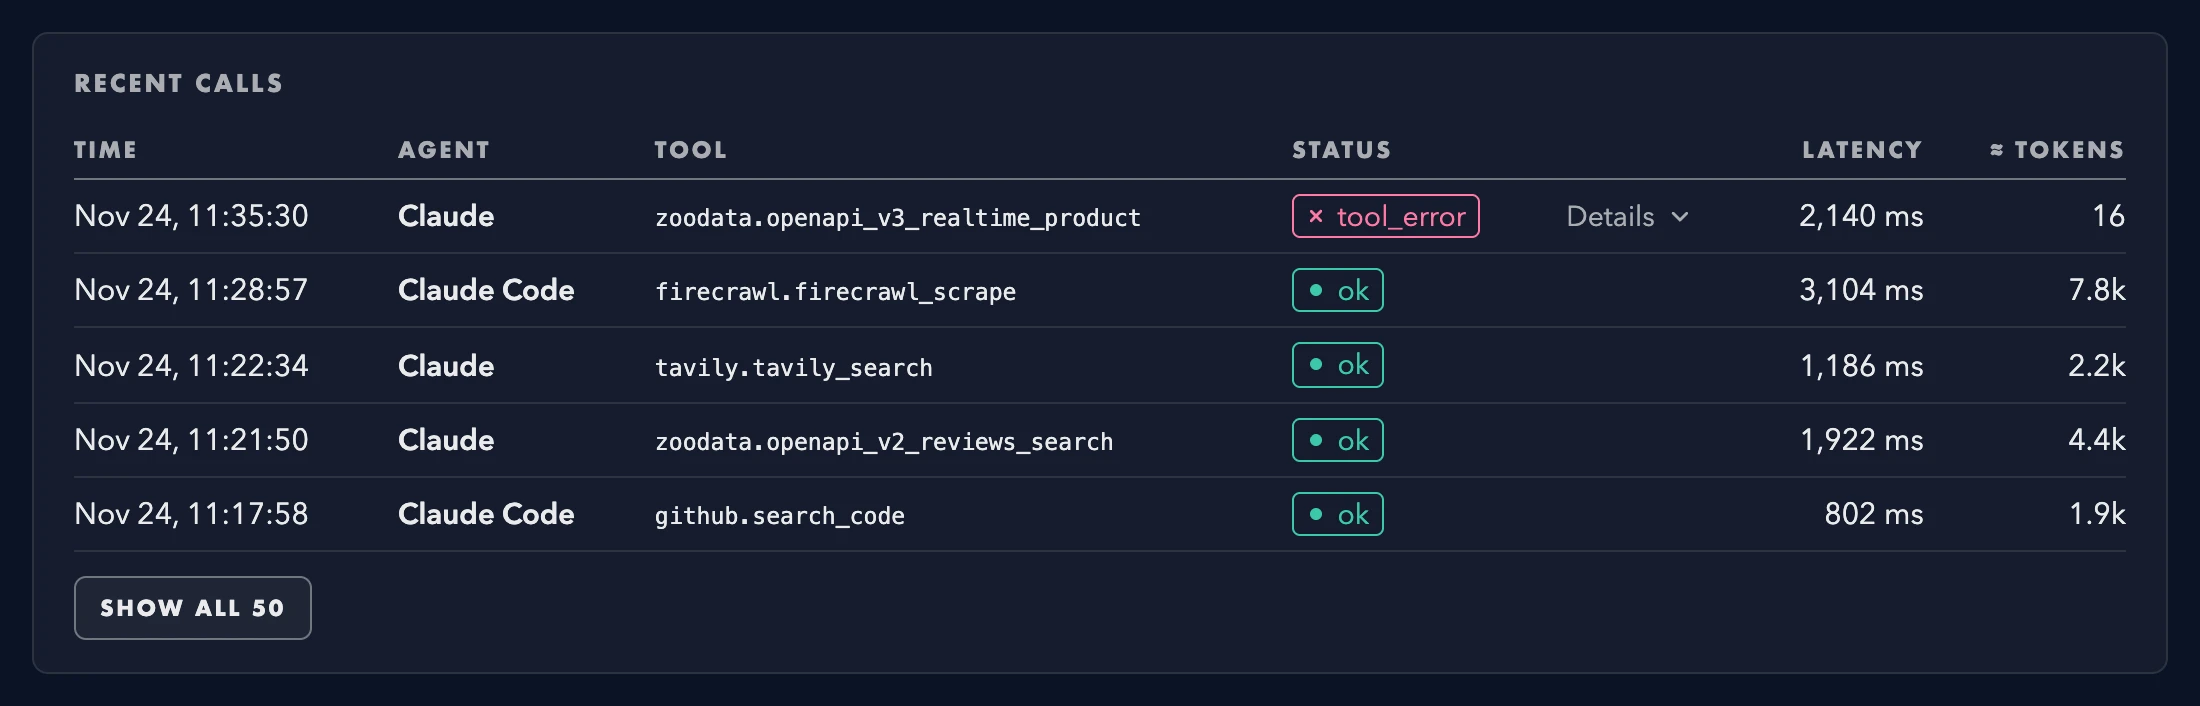 RECENT CALLS
TIME AGENT TOOL STATUS LATENCY ≈ TOKENS
Nov 24, 11:35:30 Claude zoodata.openapi_v3_realtime_product × tool_error Details 2,140 ms 16
Nov 24, 11:28:57 Claude Code firecrawl.firecrawl_scrape ok 3,104 ms 7.8k
Nov 24, 11:22:34 Claude tavily.tavily_search ok 1,186 ms 2.2k
Nov 24, 11:21:50 Claude zoodata.openapi_v2_reviews_search ok 1,922 ms 4.4k
Nov 24, 11:17:58 Claude Code github.search_code ok 802 ms 1.9k
SHOW ALL 50